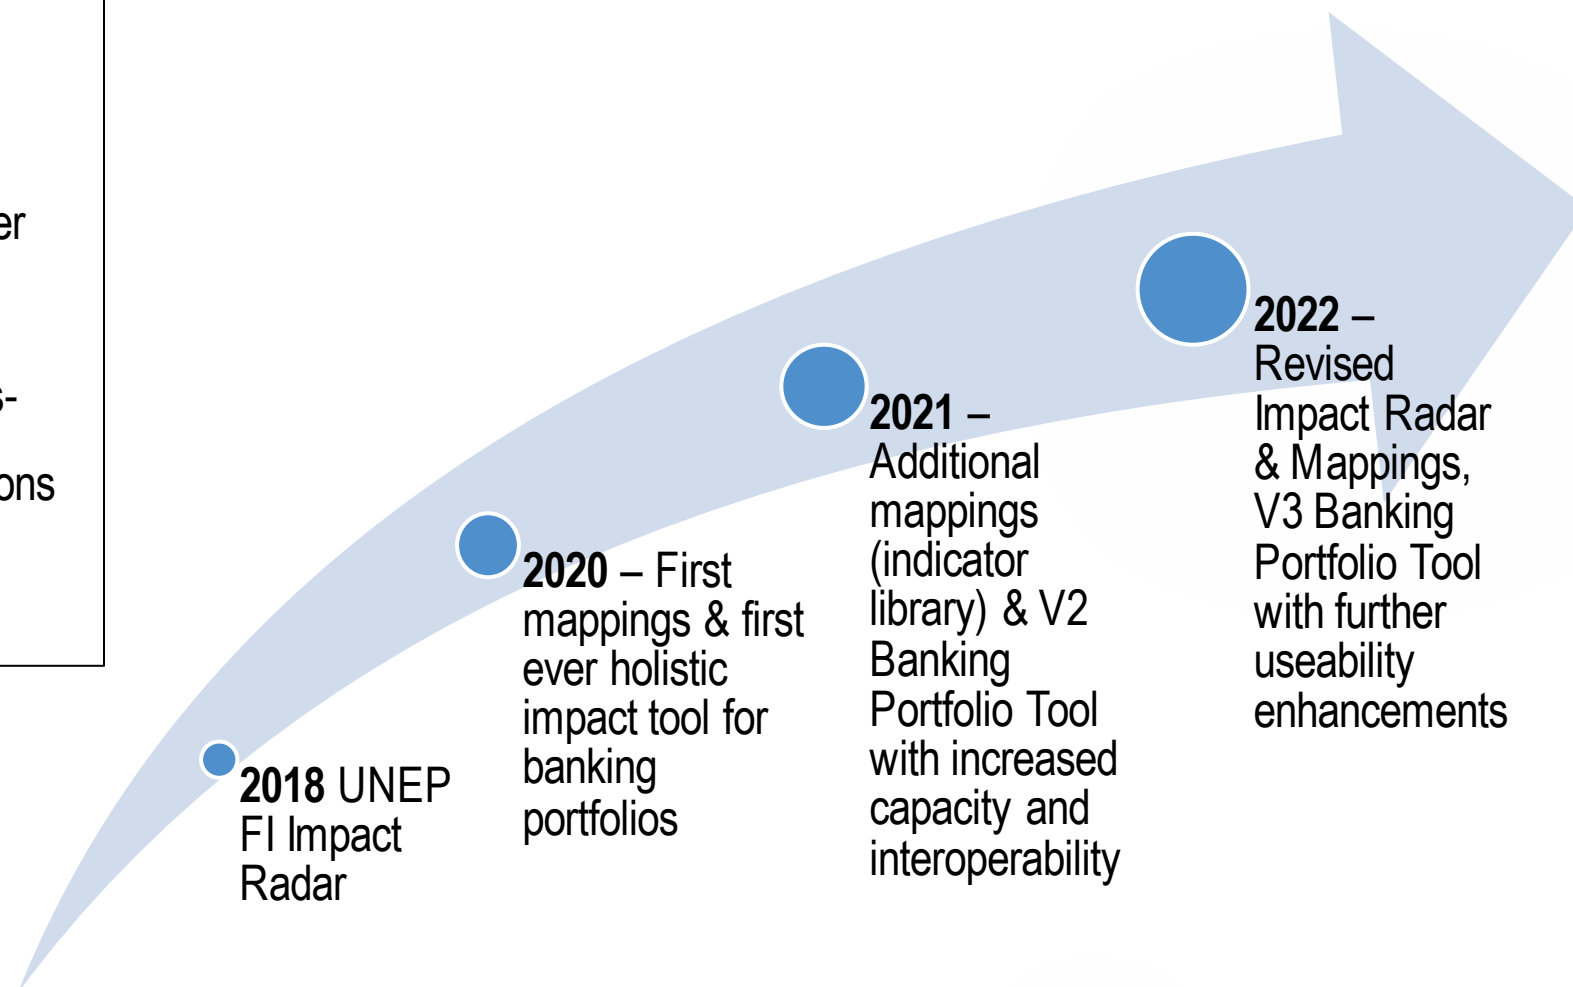 2018 UNEP
FI Impact
Radar
2020 – First
mappings & first
ever holistic
impact tool for
banking
portfolios
2021 –
Additional
mappings
(indicator
library) & V2
Banking
Portfolio Tool
with increased
capacity and
interoperability
2022 –
Revised
Impact Radar
& Mappings,
V3 Banking
Portfolio Tool
with further
useability
enhancements